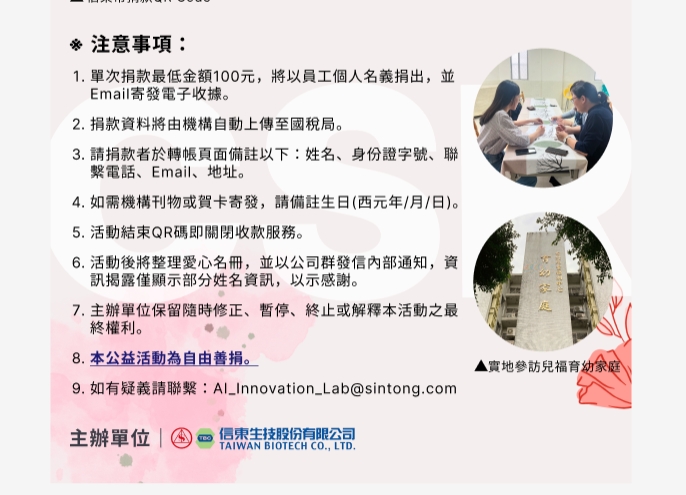 ※ 注意事項：
1. 單次捐款最低金額100元，將以員工個人名義捐出，並
Email寄發電子收據。
2. 捐款資料將由機構自動上傳至國稅局。
3. 請捐款者於轉帳頁面備註以下：姓名、身份證字號、聯
繫電話、Email、地址。
4. 如需機構刊物或賀卡寄發，請備註生日(西元年/月/日)。
5. 活動結束QR碼即關閉收款服務。
6. 活動後將整理愛心名冊，並以公司群發信內部通知，資
訊揭露僅顯示部分姓名資訊，以示感謝。
7. 主辦單位保留隨時修正、暫停、終止或解釋本活動之最
終權利。
8. 本公益活動為自由善捐。
9. 如有疑義請聯繫：AI_Innovation_Lab@sintong.com
CSR
▲實地參訪兒福育幼家庭
主辦單位｜
TBC
信東生技股份有限公司
TAIWAN BIOTECH CO., LTD.